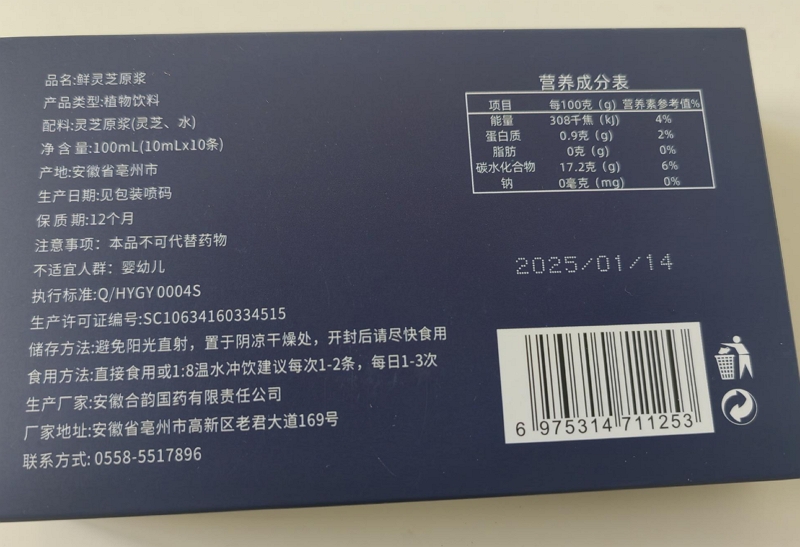 品名:鲜灵芝原浆
产品类型:植物饮料
配料:灵芝原浆(灵芝、水)
净含量:100mL(10mLx10条)
产地:安徽省亳州市
生产日期:见包装喷码
保质期:12个月
注意事项：本品不可代替药物
不适宜人群：婴幼儿
执行标准:Q/HYGY 0004S
生产许可证编号:SC10634160334515
储存方法:避免阳光直射，置于阴凉干燥处，开封后请尽快食用
食用方法:直接食用或1:8温水冲饮建议每次1-2条，每日1-3次
生产厂家:安徽合韵国药有限责任公司
厂家地址:安徽省亳州市高新区老君大道169号
联系方式: 0558-5517896
营养成分表
项目 每100克（g） 营养素参考值%
能量 308千焦（kJ） 4%
蛋白质 0.9克（g） 2%
脂肪 0克（g） 0%
碳水化合物 17.2克（g） 6%
钠 0毫克（mg） 0%
2025/01/14
6 975314 711253